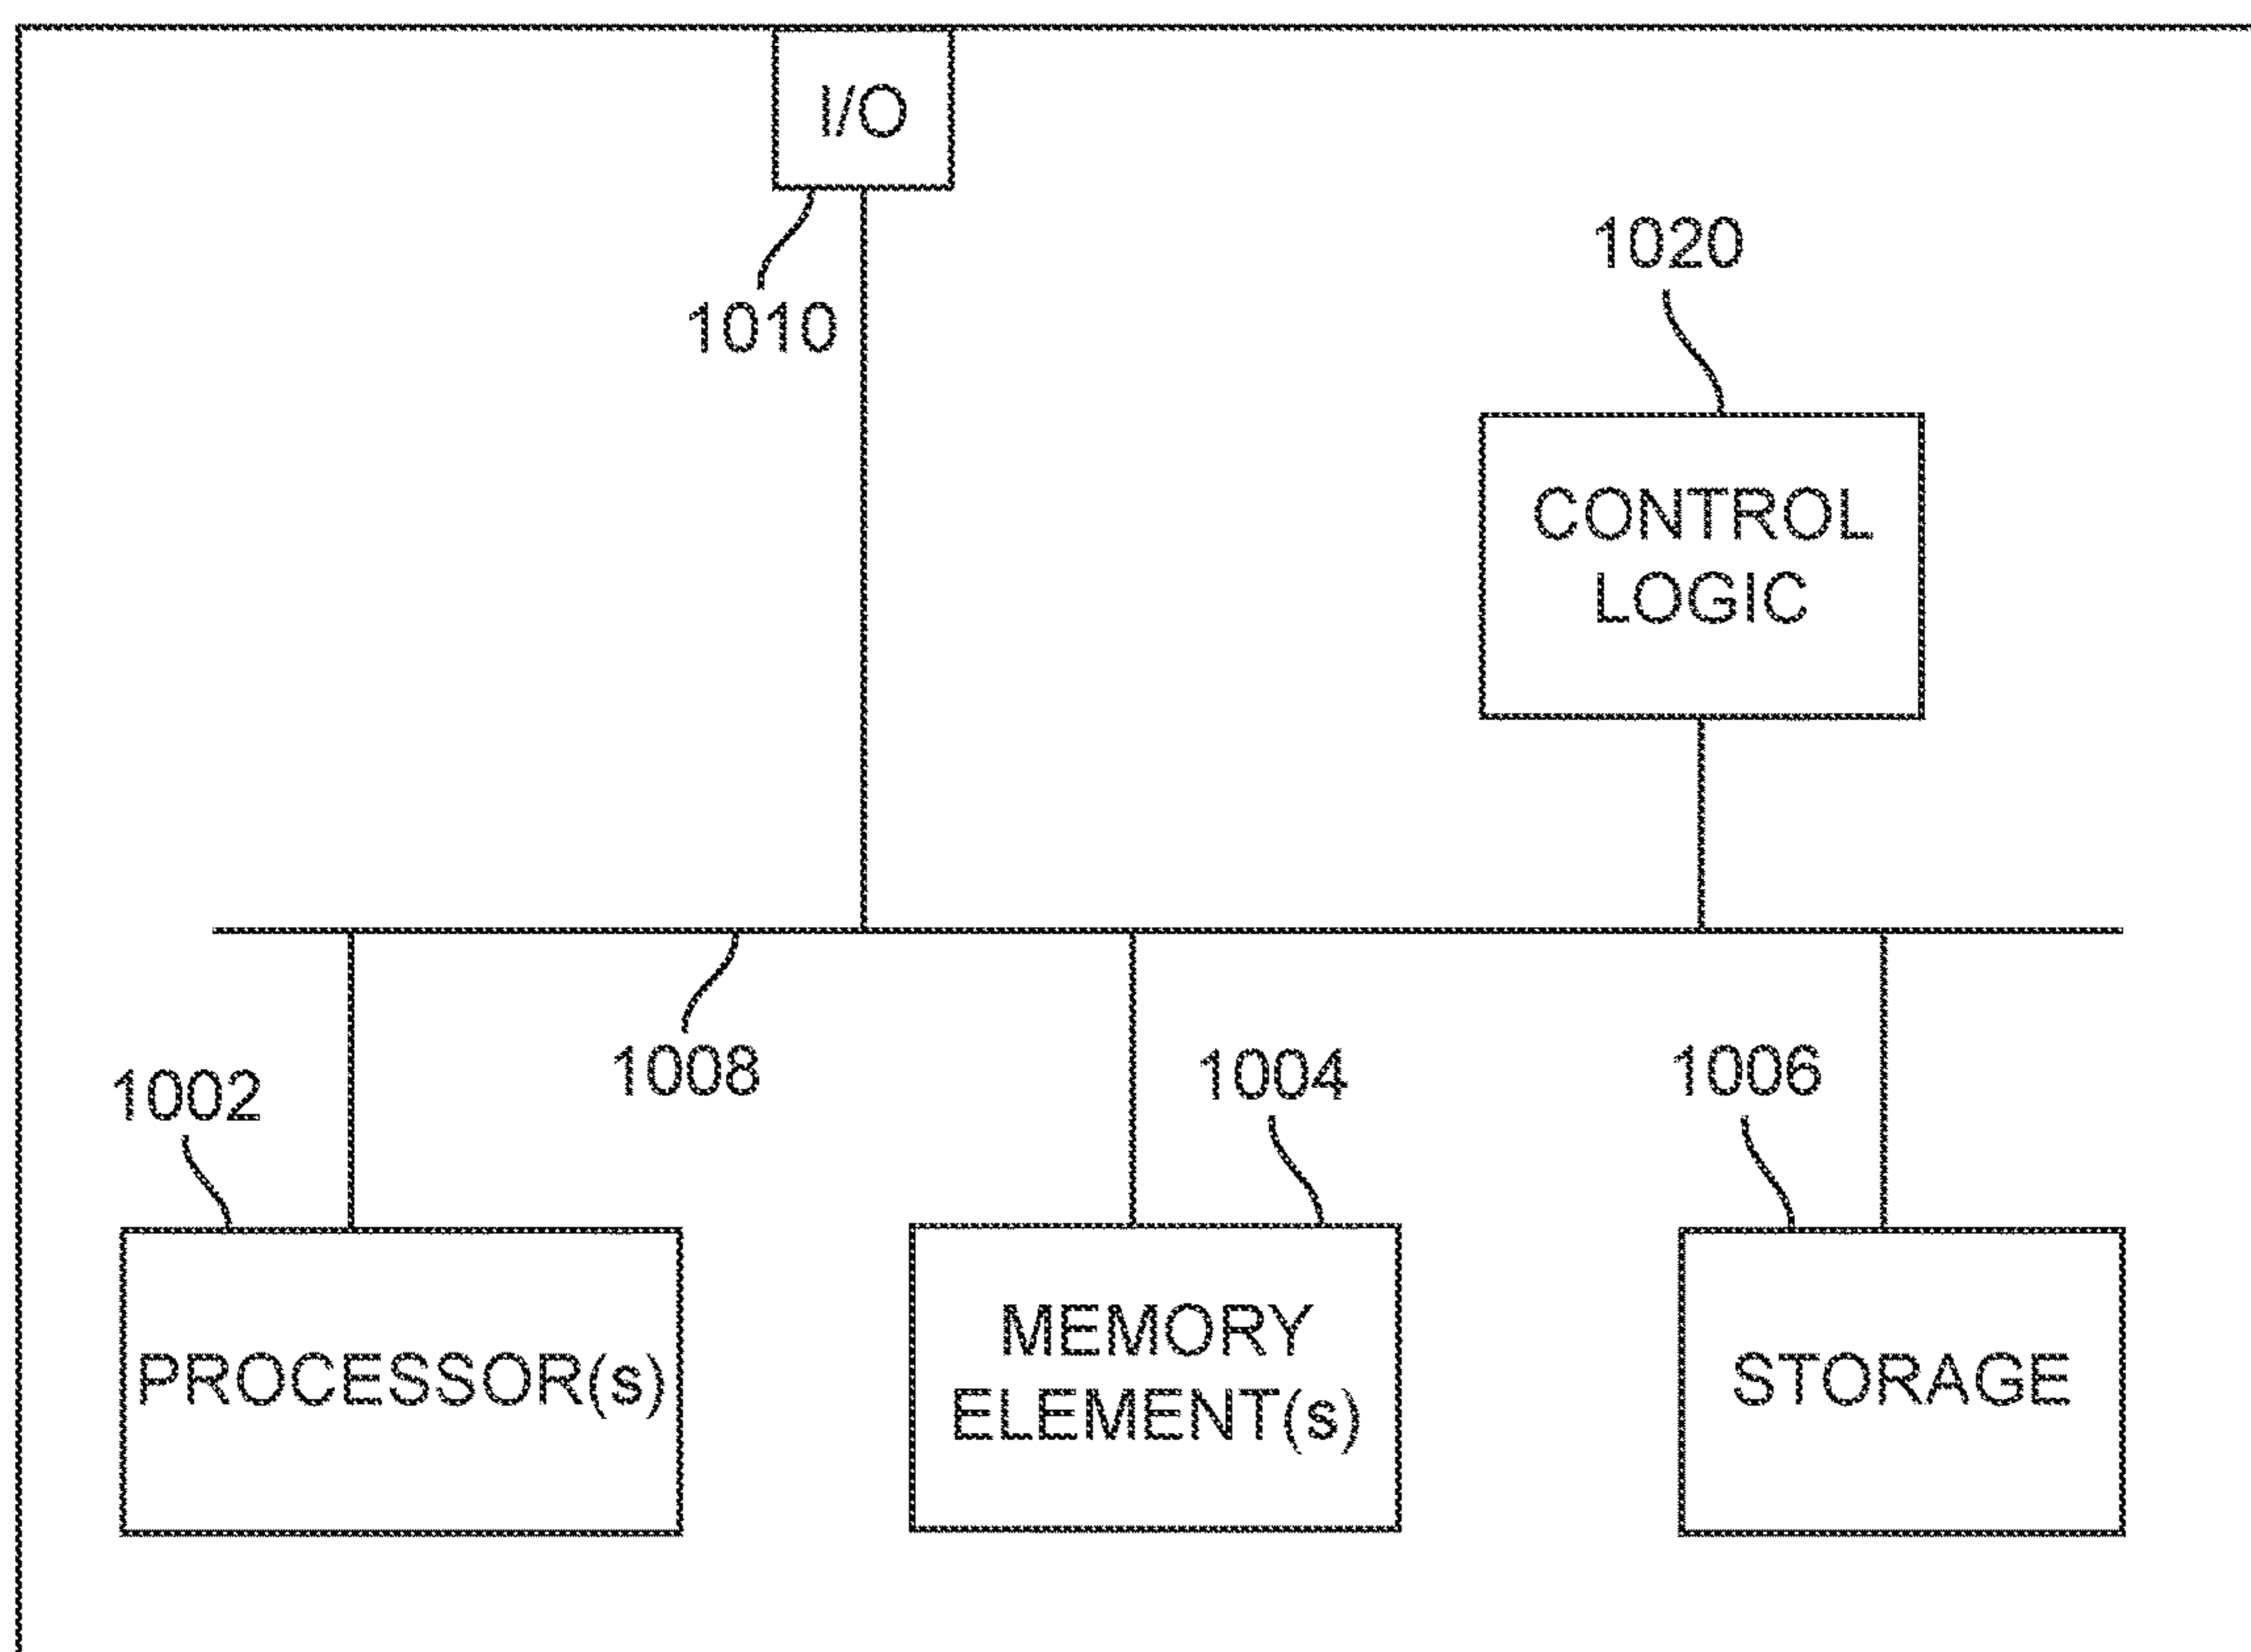 I/O
1010
1020
CONTROL
LOGIC
1008
1002
1004
1006
PROCESSOR(s)
MEMORY
ELEMENT(s)
STORAGE